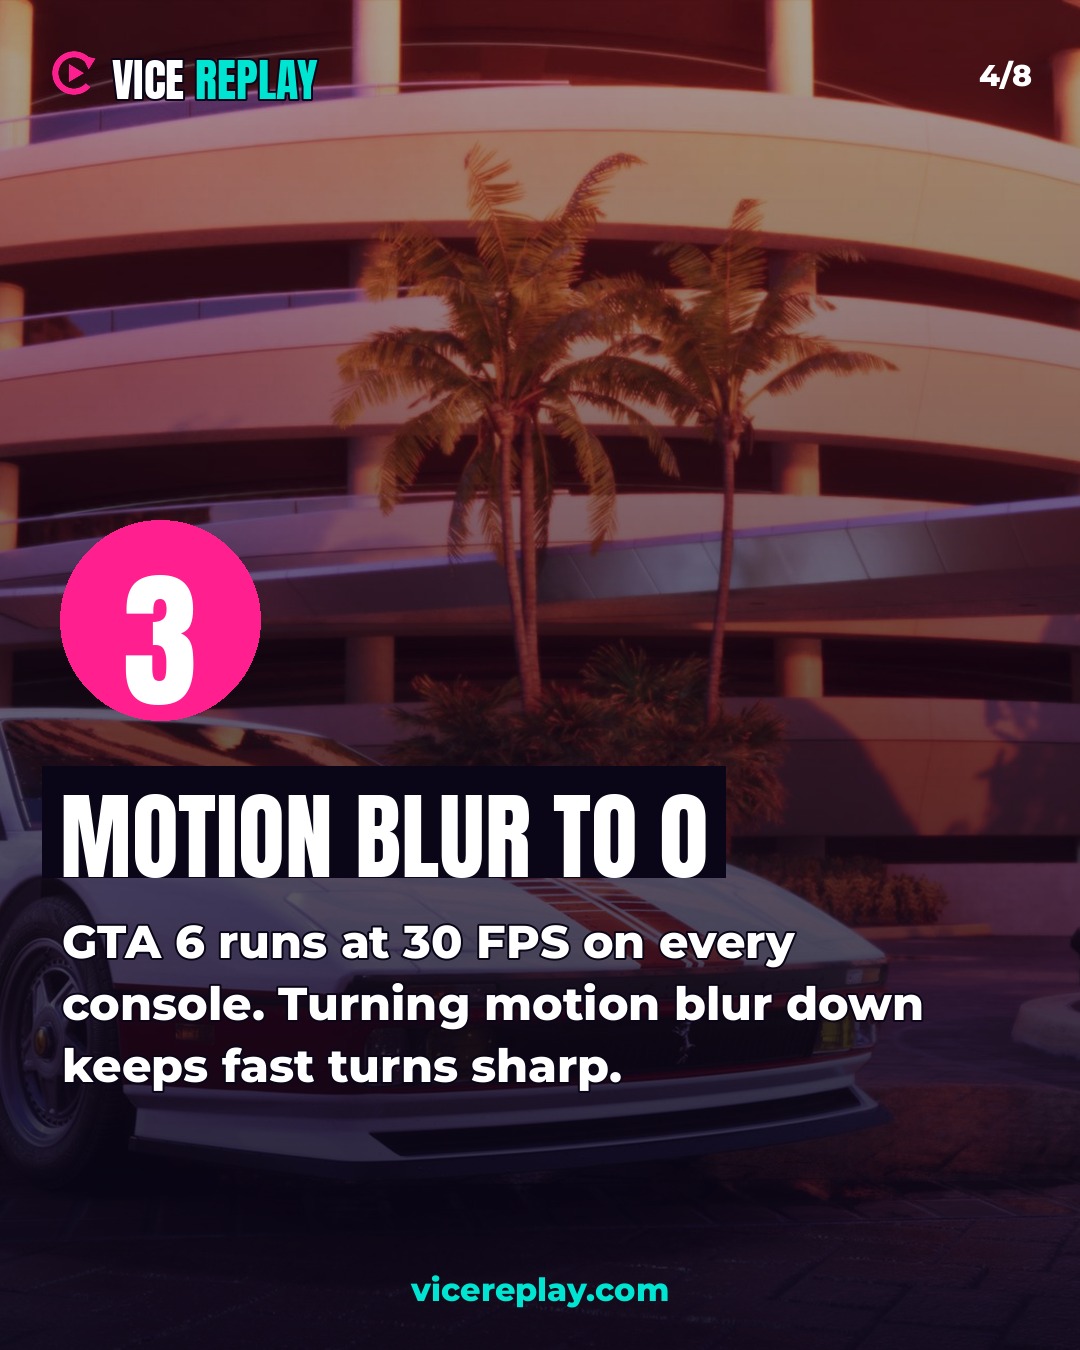 VICE REPLAY
4/8
3
MOTION BLUR TO 0
GTA 6 runs at 30 FPS on every
console. Turning motion blur down
keeps fast turns sharp.
vicereplay.com